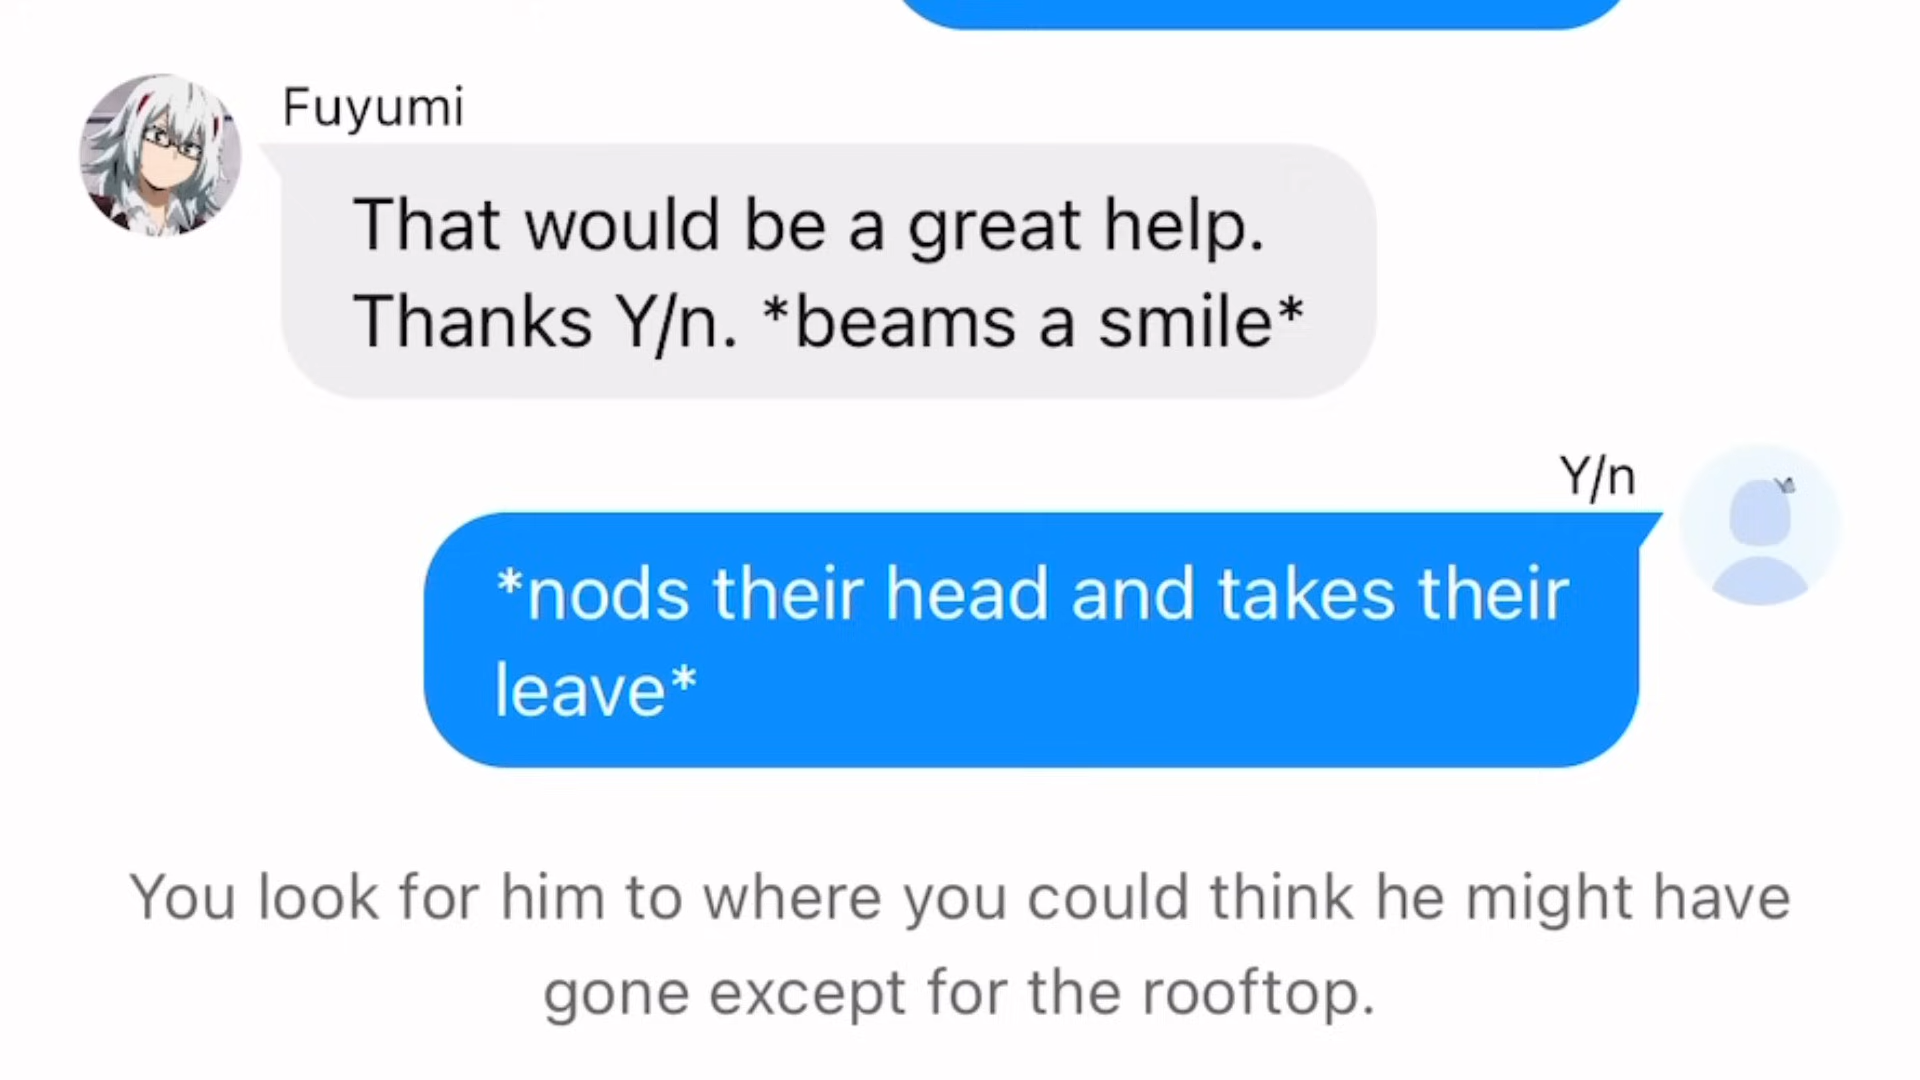 Fuyumi
That would be a great help.
Thanks Y/n. *beams a smile*
Y/n
*nods their head and takes their
leave*
You look for him to where you could think he might have
gone except for the rooftop.